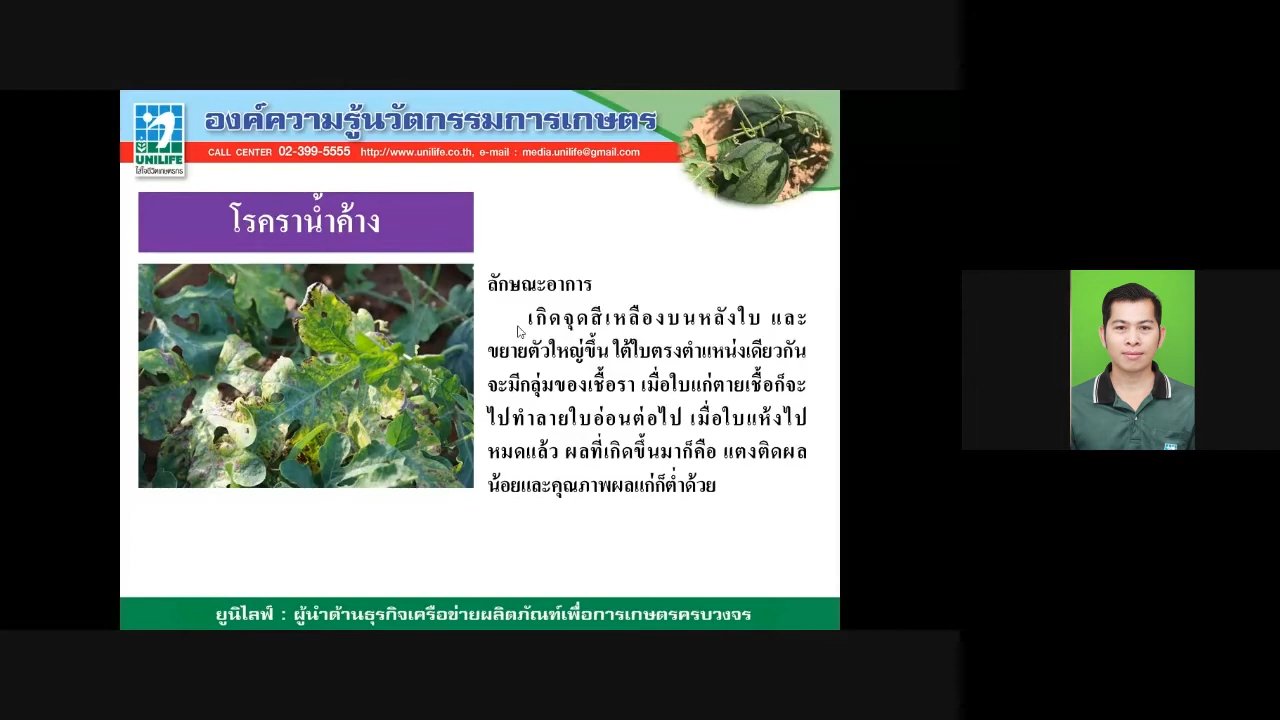 องค์ความรู้นวัตกรรมการเกษตร
UNILIFE
ใส่ใจชีวิตเกษตรกร
CALL CENTER 02-399-5555 http://www.unilife.co.th, e-mail : media.unilife@gmail.com
โรคราน้ำค้าง
ลักษณะอาการ
เกิดจุดสีเหลืองบนหลังใบ และ
ขยายตัวใหญ่ขึ้น ใต้ใบตรงตำแหน่งเดียวกัน
จะมีกลุ่มของเชื้อรา เมื่อใบแก่ตายเชื้อก็จะ
ไปทำลายใบอ่อนต่อไป เมื่อใบแห้งไป
หมดแล้ว ผลที่เกิดขึ้นมาก็คือ แตงติดผล
น้อยและคุณภาพผลแก่ก็ต่ำด้วย
ยูนิไลฟ์ : ผู้นำด้านธุรกิจเครือข่ายผลิตภัณฑ์เพื่อการเกษตรครบวงจร